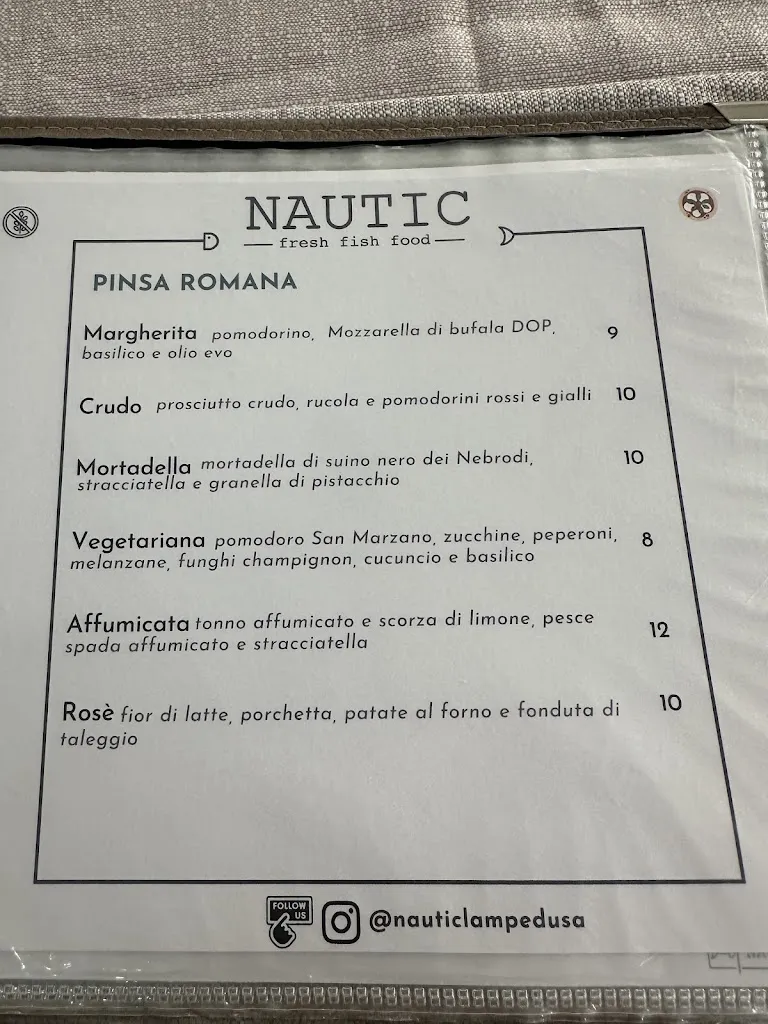 NAUTIC
fresh fish food
PINSA ROMANA
Margherita pomodorino, Mozzarella di bufala DOP, 9
basilico e olio evo
Crudo prosciutto crudo, rucola e pomodorini rossi e gialli 10
Mortadella mortadella di suino nero dei Nebrodi, 10
stracciatella e granella di pistacchio
Vegetariana pomodoro San Marzano, zucchine, peperoni, 8
melanzane, funghi champignon, cucuncio e basilico
Affumicata tonno affumicato e scorza di limone, pesce 12
spada affumicato e stracciatella
Rosè fior di latte, porchetta, patate al forno e fonduta di 10
taleggio
FOLLOW
US
@nauticlampedusa